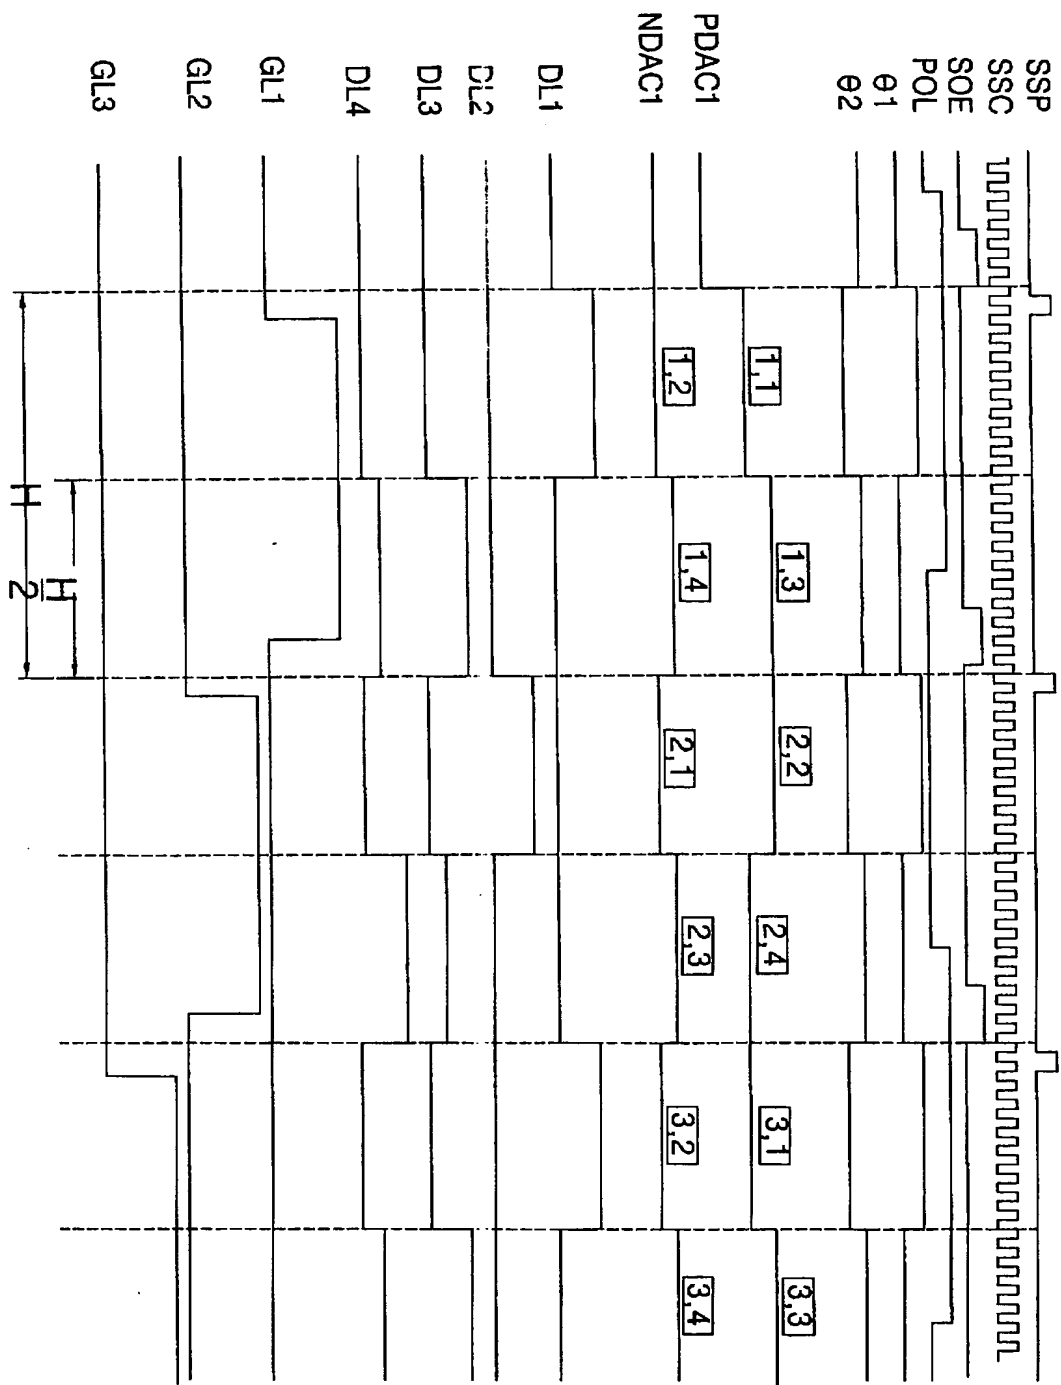 SSP
SSC
SOE
POL
θ1
θ2
PDAC1
1,1
1,3
2,2
2,4
3,1
3,3
NDAC1
1,2
1,4
2,1
2,3
3,2
3,4
DL1
DL2
DL3
DL4
GL1
GL2
GL3
H
2
H